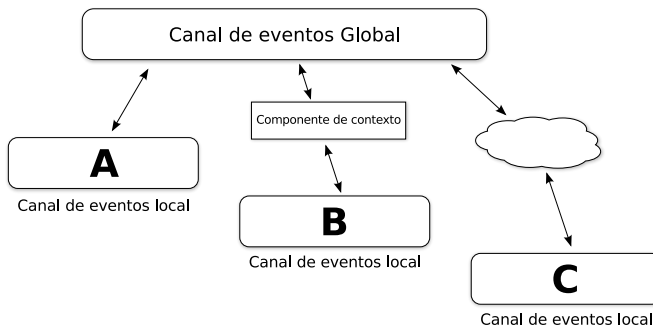 Canal de eventos Global
Componente de contexto
A
Canal de eventos local
B
Canal de eventos local
C
Canal de eventos local